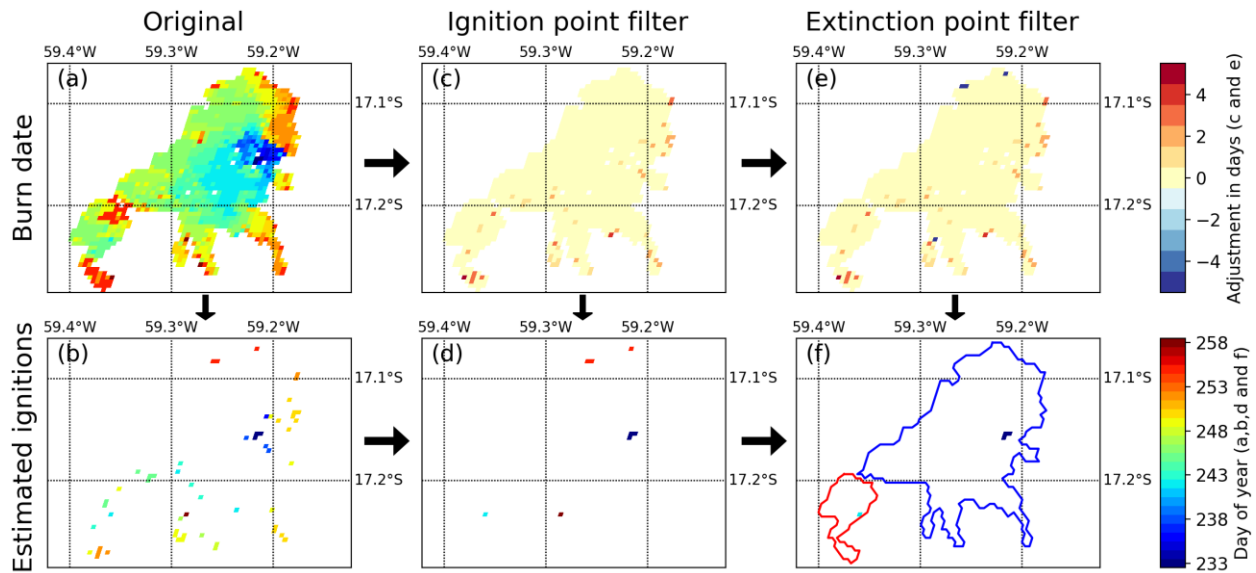 Original
Ignition point filter
Extinction point filter
59.4°W 59.3°W 59.2°W
59.4°W 59.3°W 59.2°W
59.4°W 59.3°W 59.2°W
Burn date
(a)
17.1°S
17.2°S
(c)
17.1°S
17.2°S
(e)
17.1°S
17.2°S
4
2
0
−2
−4
Adjustment in days (c and e)
59.4°W 59.3°W 59.2°W
59.4°W 59.3°W 59.2°W
59.4°W 59.3°W 59.2°W
Estimated ignitions
(b)
17.1°S
17.2°S
(d)
17.1°S
17.2°S
(f)
17.1°S
17.2°S
258
253
248
243
238
233
Day of year (a,b,d and f)